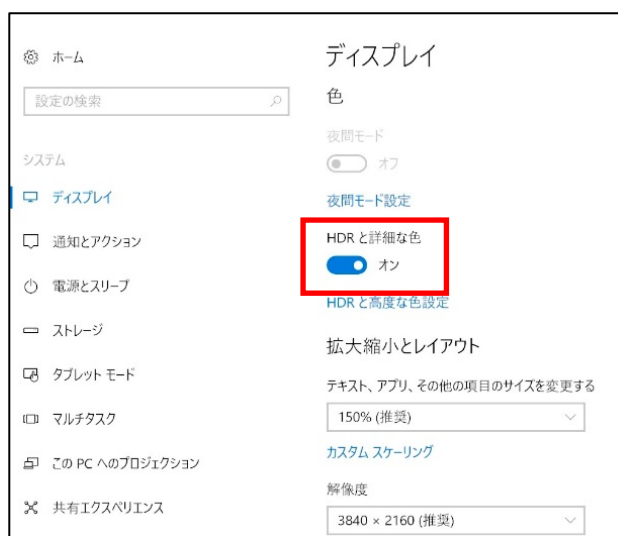 ホーム
設定の検索
システム
ディスプレイ
通知とアクション
電源とスリープ
ストレージ
タブレット モード
マルチタスク
この PC へのプロジェクション
共有エクスペリエンス
ディスプレイ
色
夜間モード
オフ
夜間モード設定
HDR と詳細な色
オン
HDR と高度な色設定
拡大縮小とレイアウト
テキスト、アプリ、その他の項目のサイズを変更する
150% (推奨)
カスタム スケーリング
解像度
3840 × 2160 (推奨)